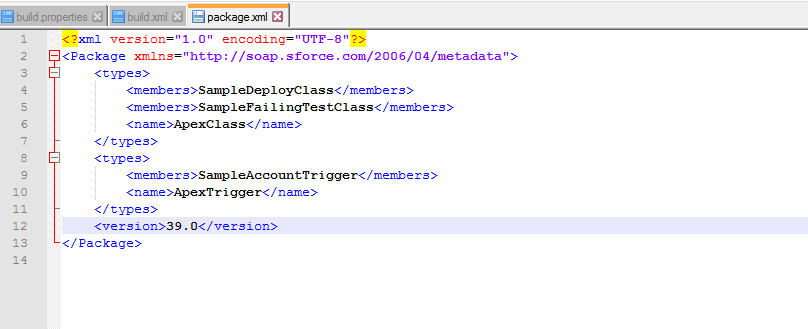 build.properties build.xml package.xml
1 <?xml version="1.0" encoding="UTF-8"?>
2 <Package xmlns="http://soap.sforce.com/2006/04/metadata">
3 <types>
4 <members>SampleDeployClass</members>
5 <members>SampleFailingTestClass</members>
6 <name>ApexClass</name>
7 </types>
8 <types>
9 <members>SampleAccountTrigger</members>
10 <name>ApexTrigger</name>
11 </types>
12 <version>39.0</version>
13 </Package>
14